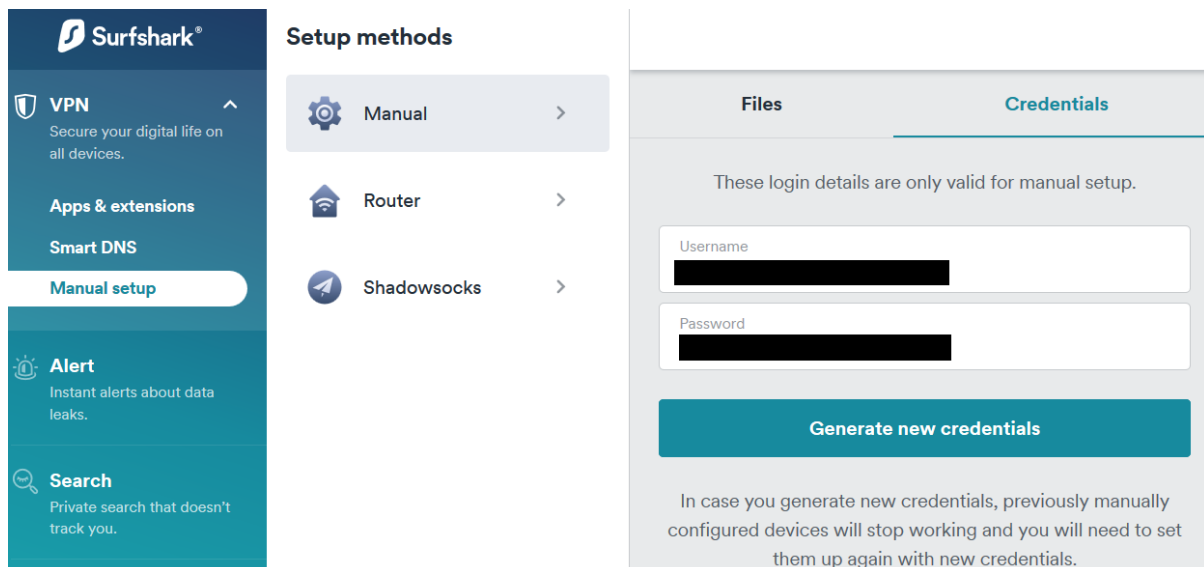 Surfshark®
VPN
Secure your digital life on
all devices.
Apps & extensions
Smart DNS
Manual setup
Alert
Instant alerts about data
leaks.
Search
Private search that doesn't
track you.
Setup methods
Manual
Router
Shadowsocks
Files
Credentials
These login details are only valid for manual setup.
Username
Password
Generate new credentials
In case you generate new credentials, previously manually
configured devices will stop working and you will need to set
them up again with new credentials.